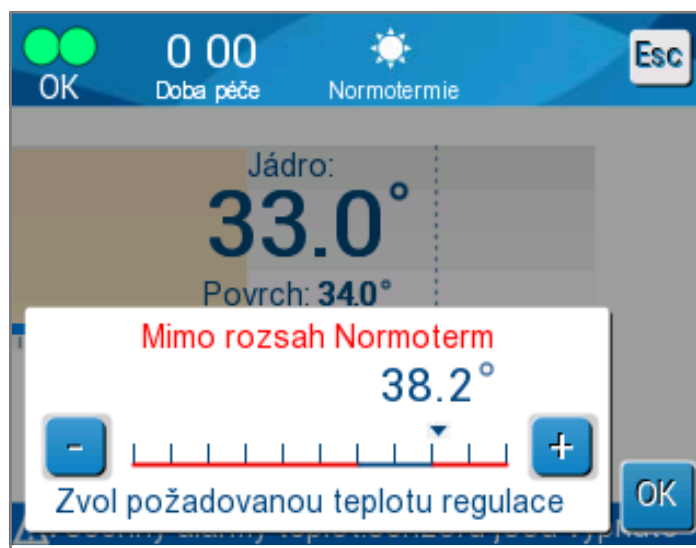 OK
0 00
Doba péče
Normotermie
Esc
Jádro:
33.0°
Povrch: 34.0°
Mimo rozsah Normoterm
38.2°
-
+
Zvol požadovanou teplotu regulace
OK